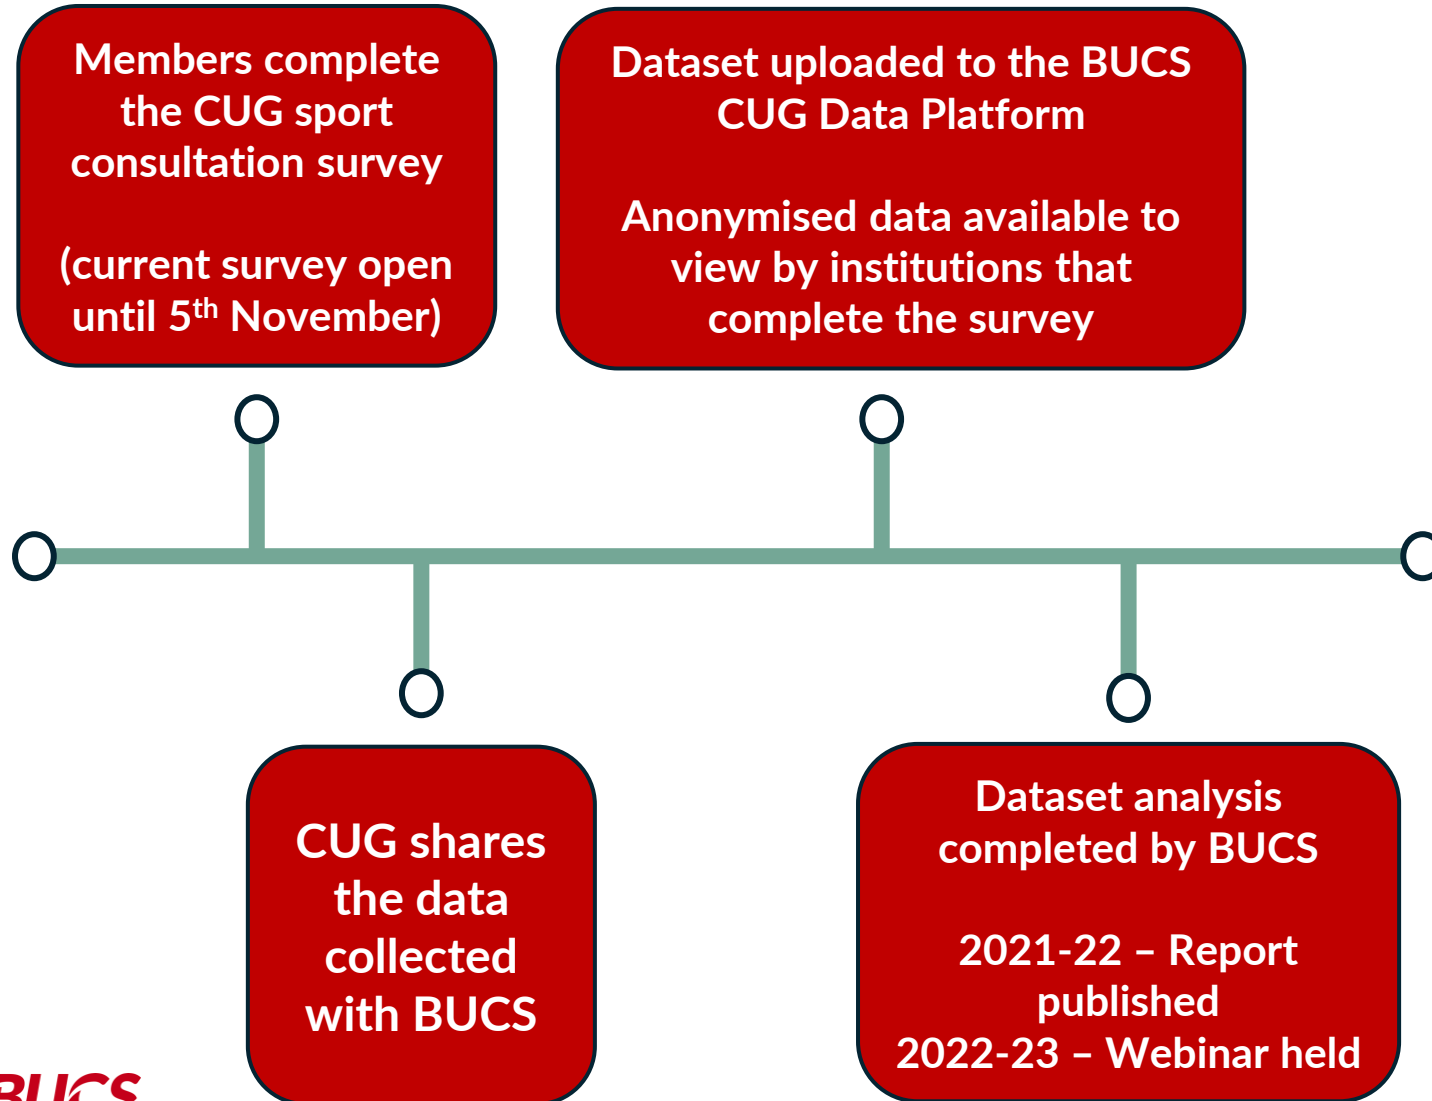 Members complete
the CUG sport
consultation survey
(current survey open
until 5th November)
Dataset uploaded to the BUCS
CUG Data Platform
Anonymised data available to
view by institutions that
complete the survey
CUG shares
the data
collected
with BUCS
Dataset analysis
completed by BUCS
2021-22 – Report
published
2022-23 – Webinar held
BUCS